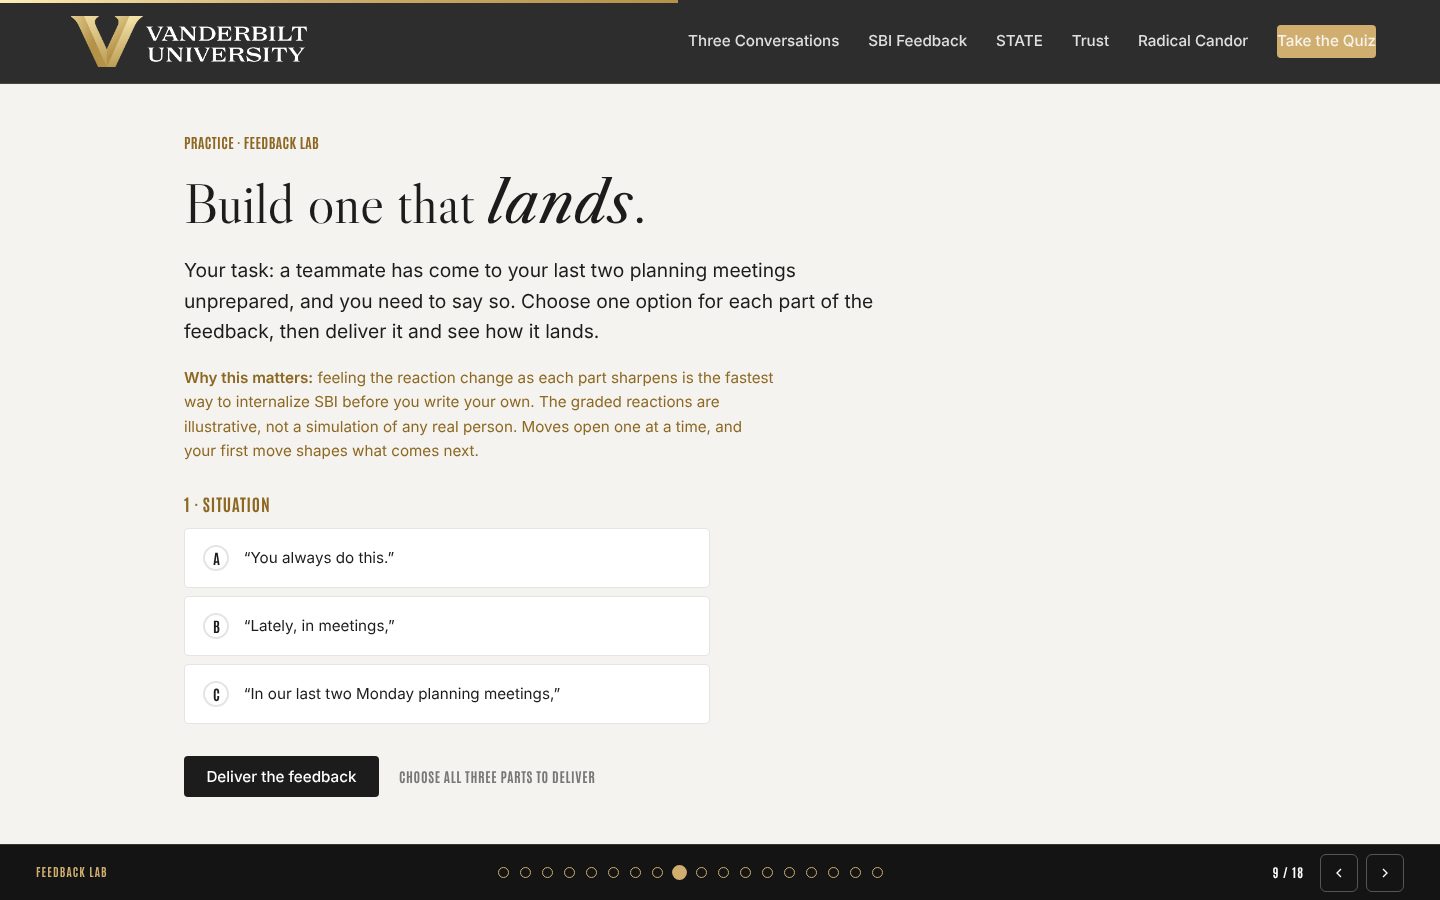 VANDERBILT
UNIVERSITY
Three Conversations SBI Feedback STATE Trust Radical Candor Take the Quiz
PRACTICE · FEEDBACK LAB
Build one that lands.
Your task: a teammate has come to your last two planning meetings
unprepared, and you need to say so. Choose one option for each part of the
feedback, then deliver it and see how it lands.
Why this matters: feeling the reaction change as each part sharpens is the fastest
way to internalize SBI before you write your own. The graded reactions are
illustrative, not a simulation of any real person. Moves open one at a time, and
your first move shapes what comes next.
1 · SITUATION
A “You always do this.”
B “Lately, in meetings,”
C “In our last two Monday planning meetings,”
Deliver the feedback CHOOSE ALL THREE PARTS TO DELIVER
FEEDBACK LAB 9 / 18